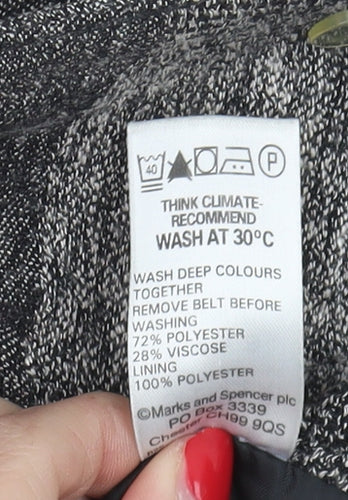 40 P
THINK CLIMATE-
RECOMMEND
WASH AT 30°C
WASH DEEP COLOURS
TOGETHER
REMOVE BELT BEFORE
WASHING
72% POLYESTER
28% VISCOSE
LINING
100% POLYESTER
©Marks and Spencer plc
PO Box 3339
Chester CH99 9QS